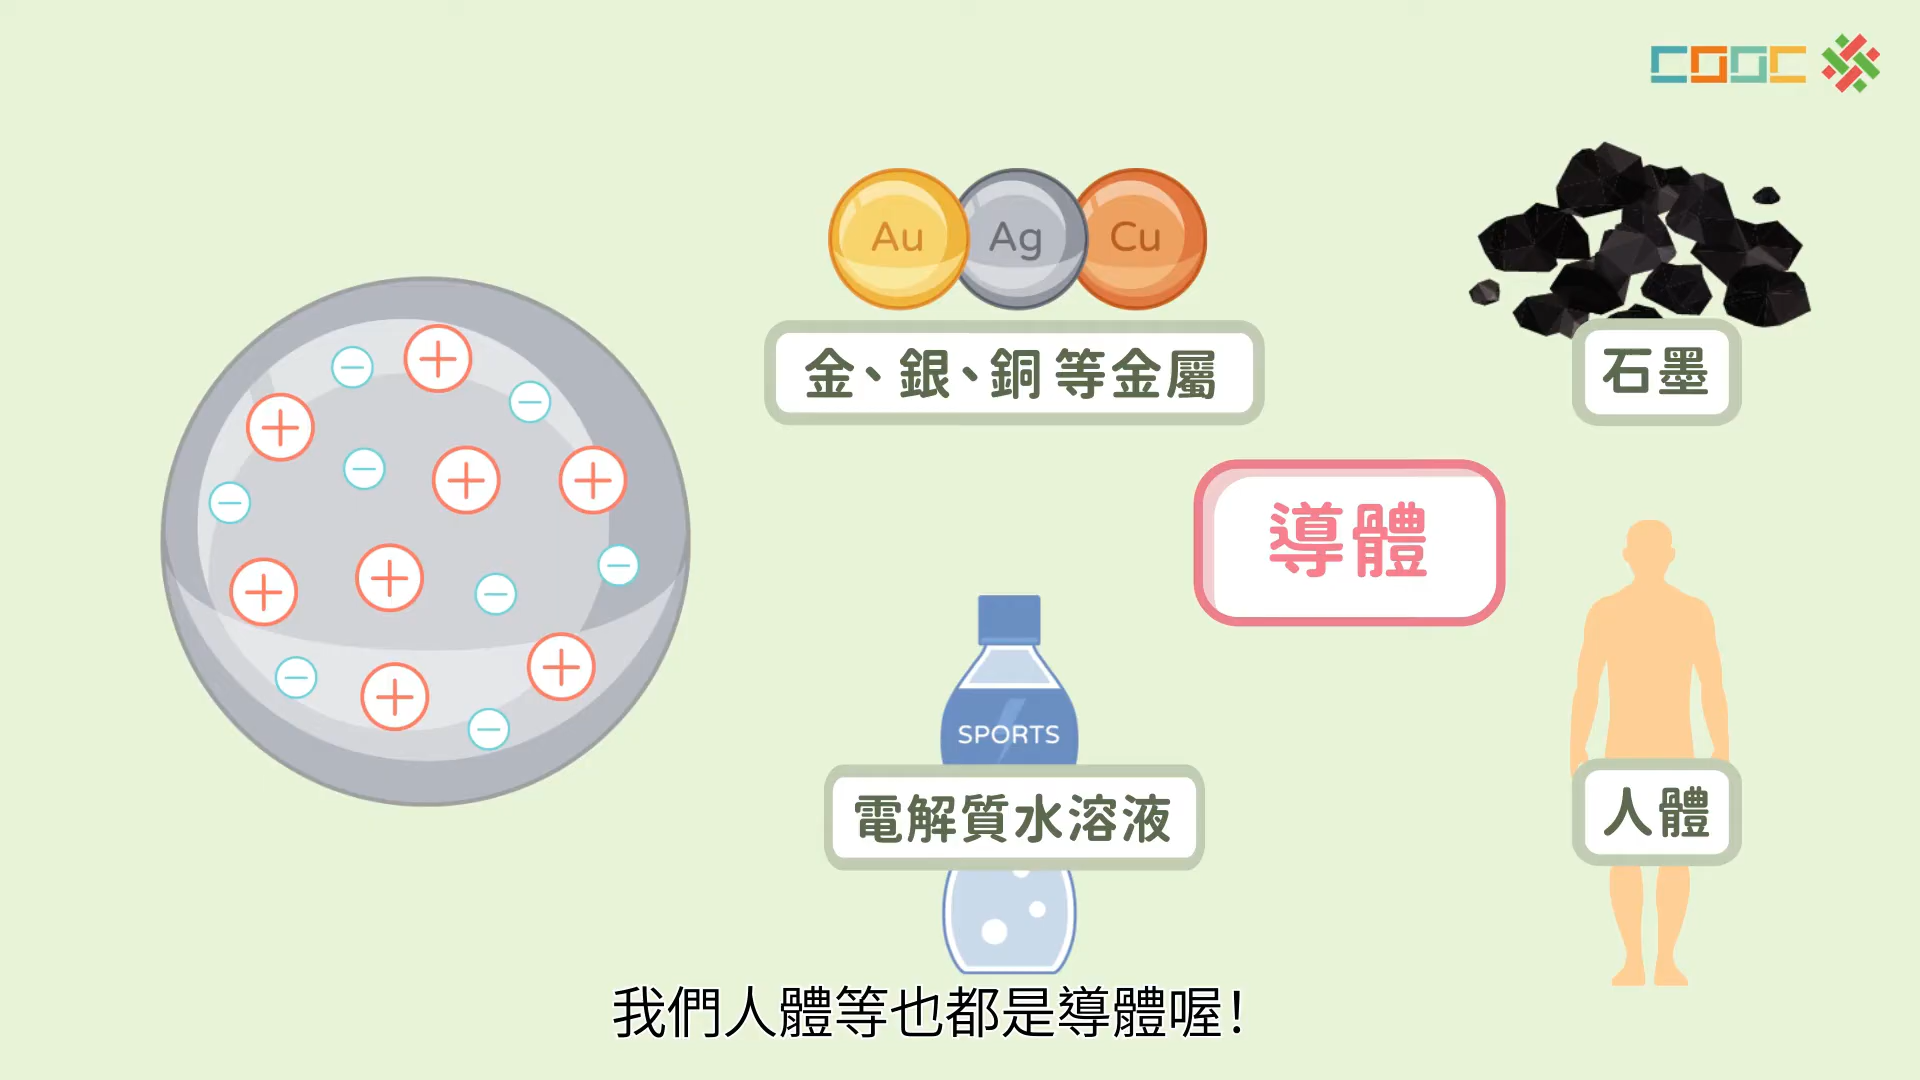 COOC
Au Ag Cu
金、銀、銅等金屬
石墨
導體
SPORTS
電解質水溶液
人體
我們人體等也都是導體喔!